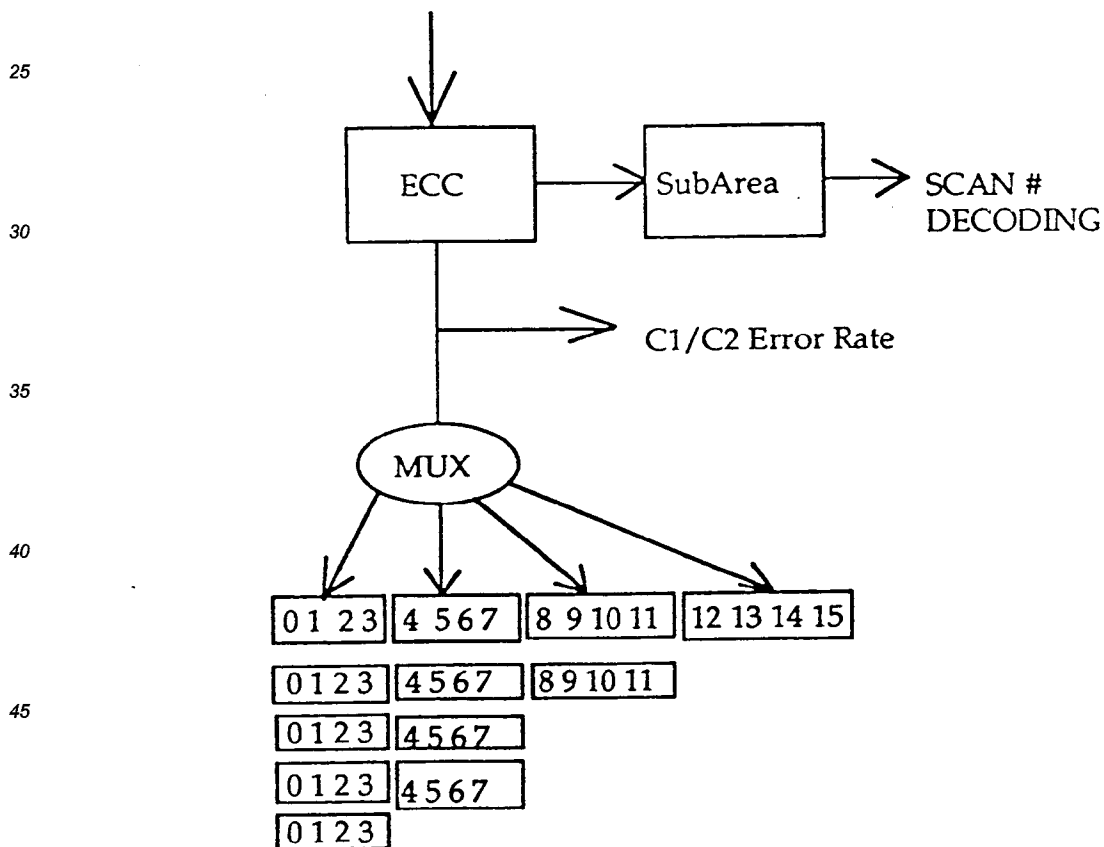 25
ECC
SubArea
SCAN #
DECODING
30
C1/C2 Error Rate
35
MUX
40
0 1 2 3 4 5 6 7 8 9 10 11 12 13 14 15
0 1 2 3 4 5 6 7 8 9 10 11
45
0 1 2 3 4 5 6 7
0 1 2 3 4 5 6 7
0 1 2 3